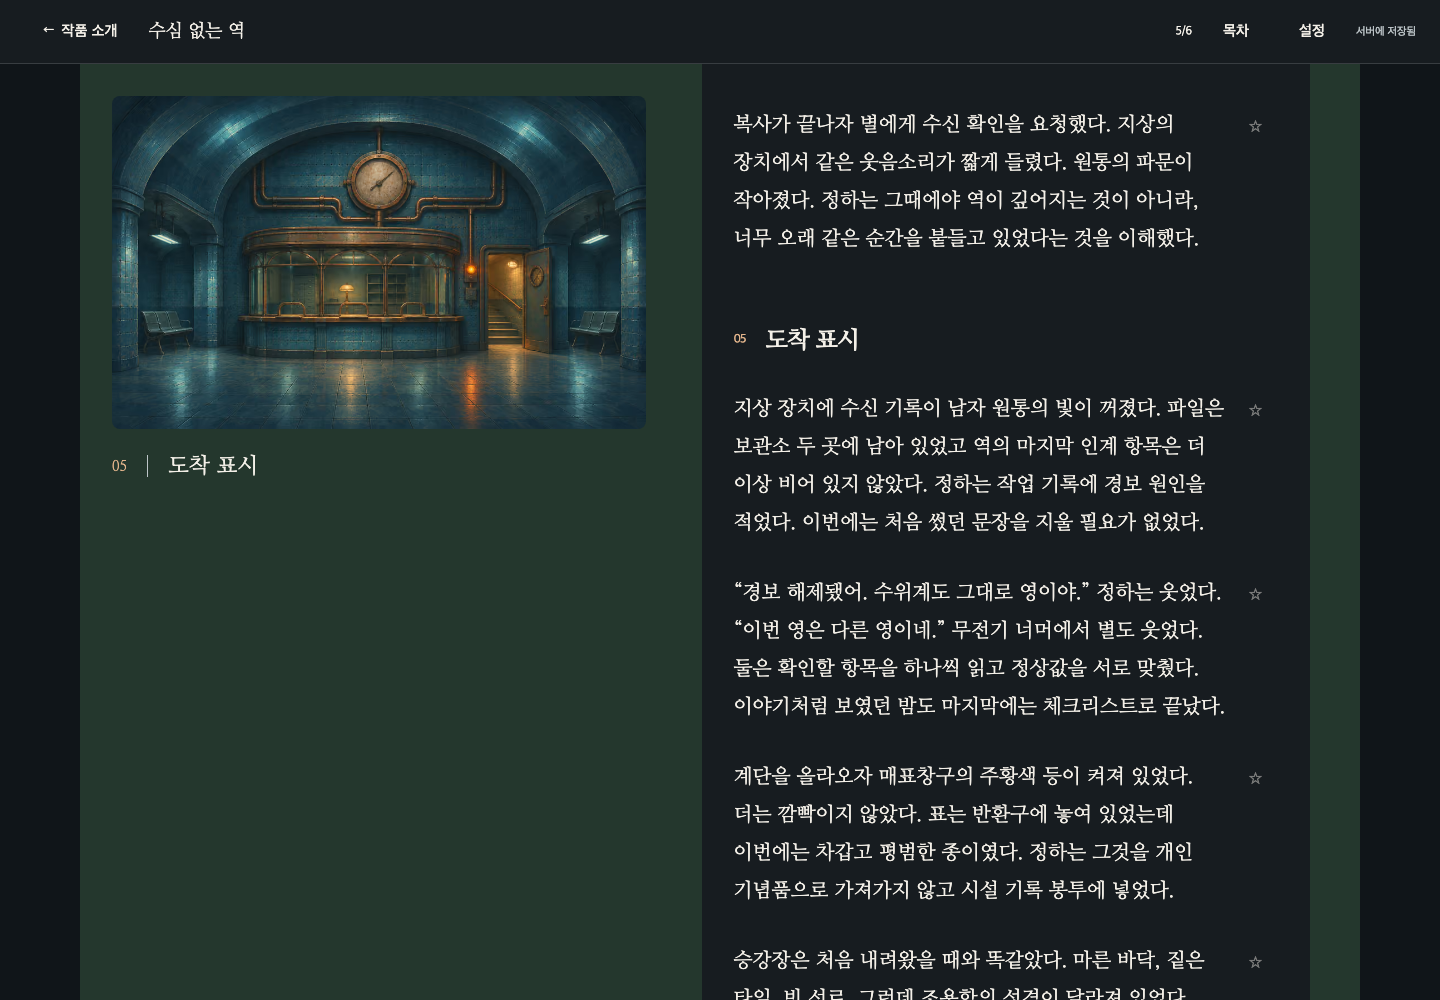 ← 작품 소개
수심 없는 역
5/6
목차
설정
서버에 저장됨
05
도착 표시
복사가 끝나자 별에게 수신 확인을 요청했다. 지상의
장치에서 같은 웃음소리가 짧게 들렸다. 원통의 파문이
작아졌다. 정하는 그때에야 역이 깊어지는 것이 아니라,
너무 오래 같은 순간을 붙들고 있었다는 것을 이해했다.
05 도착 표시
지상 장치에 수신 기록이 남자 원통의 빛이 꺼졌다. 파일은
보관소 두 곳에 남아 있었고 역의 마지막 인계 항목은 더
이상 비어 있지 않았다. 정하는 작업 기록에 경보 원인을
적었다. 이번에는 처음 썼던 문장을 지울 필요가 없었다.
“경보 해제됐어. 수위계도 그대로 영이야.” 정하는 웃었다.
“이번 영은 다른 영이네.” 무전기 너머에서 별도 웃었다.
둘은 확인할 항목을 하나씩 읽고 정상값을 서로 맞췄다.
이야기처럼 보였던 밤도 마지막에는 체크리스트로 끝났다.
계단을 올라오자 매표창구의 주황색 등이 켜져 있었다.
더는 깜빡이지 않았다. 표는 반환구에 놓여 있었는데
이번에는 차갑고 평범한 종이였다. 정하는 그것을 개인
기념품으로 가져가지 않고 시설 기록 봉투에 넣었다.
승강장은 처음 내려왔을 때와 똑같았다. 마른 바닥, 짙은
타일, 빈 선로. 그런데 조용함의 성격이 달라져 있었다.